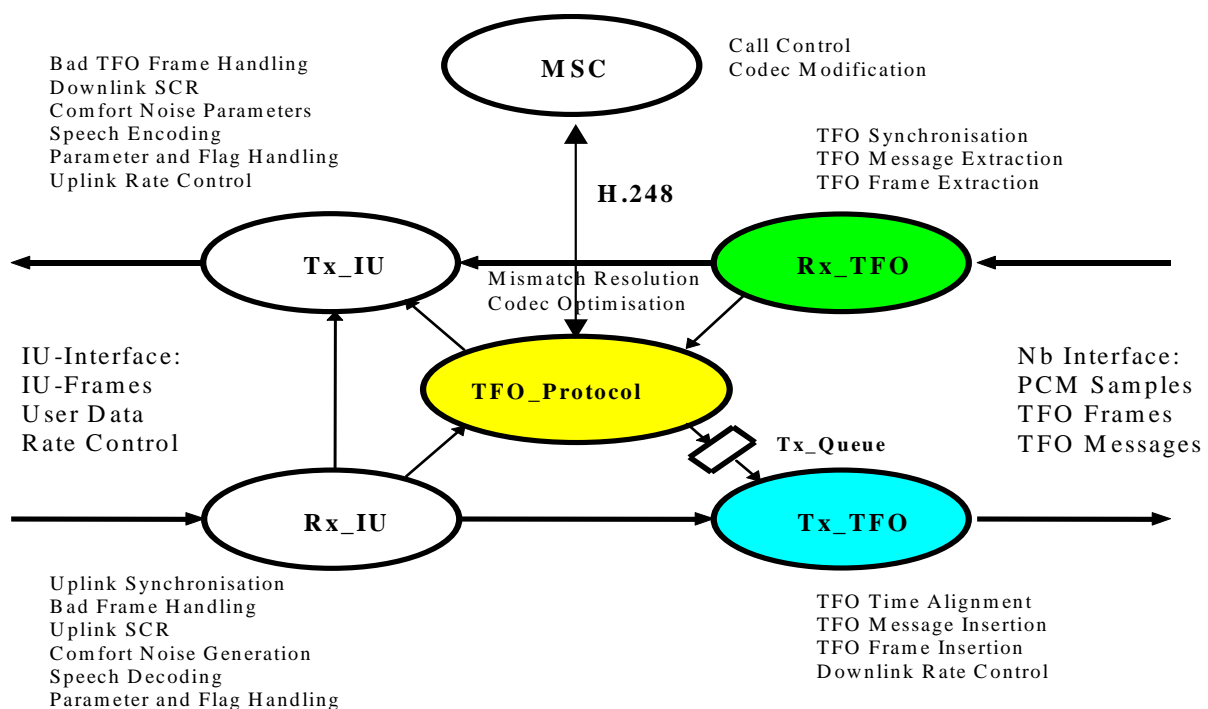 Bad TFO Frame Handling
Downlink SCR
Comfort Noise Parameters
Speech Encoding
Parameter and Flag Handling
Uplink Rate Control
MSC
Call Control
Codec Modification
TFO Synchronisation
TFO Message Extraction
TFO Frame Extraction
H.248
Tx_IU
Rx_TFO
Mismatch Resolution
Codec Optimisation
IU-Interface:
IU-Frames
User Data
Rate Control
TFO_Protocol
Nb Interface:
PCM Samples
TFO Frames
TFO Messages
Tx_Queue
Rx_IU
Tx_TFO
Uplink Synchronisation
Bad Frame Handling
Uplink SCR
Comfort Noise Generation
Speech Decoding
Parameter and Flag Handling
TFO Time Alignment
TFO Message Insertion
TFO Frame Insertion
Downlink Rate Control